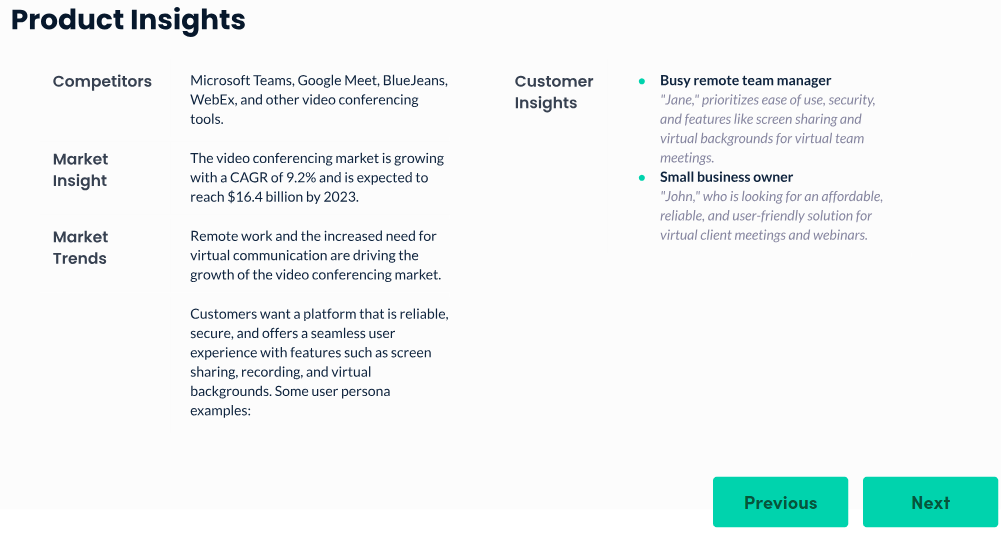 Product Insights
Competitors
Microsoft Teams, Google Meet, BlueJeans,
WebEx, and other video conferencing
tools.
Market
Insight
The video conferencing market is growing
with a CAGR of 9.2% and is expected to
reach $16.4 billion by 2023.
Market
Trends
Remote work and the increased need for
virtual communication are driving the
growth of the video conferencing market.
Customers want a platform that is reliable,
secure, and offers a seamless user
experience with features such as screen
sharing, recording, and virtual
backgrounds. Some user persona
examples:
Customer
Insights
Busy remote team manager
"Jane," prioritizes ease of use, security,
and features like screen sharing and
virtual backgrounds for virtual team
meetings.
Small business owner
"John," who is looking for an affordable,
reliable, and user-friendly solution for
virtual client meetings and webinars.
Previous
Next